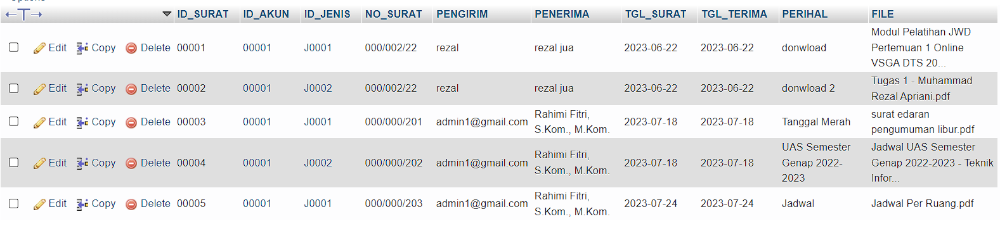 Options
ID_SURAT ID_AKUN ID_JENIS NO_SURAT PENGIRIM PENERIMA TGL_SURAT TGL_TERIMA PERIHAL FILE
Edit Copy Delete 00001 00001 J0001 000/002/22 rezal rezal jua 2023-06-22 2023-06-22 donwload Modul Pelatihan JWD
Pertemuan 1 Online
VSGA DTS 20...
Edit Copy Delete 00002 00001 J0002 000/002/22 rezal rezal jua 2023-06-22 2023-06-22 donwload 2 Tugas 1 - Muhammad
Rezal Apriani.pdf
Edit Copy Delete 00003 00001 J0001 000/000/201 admin1@gmail.com Rahimi Fitri, 2023-07-18 2023-07-18 Tanggal Merah surat edaran
S.Kom., M.Kom. pengumuman libur.pdf
Edit Copy Delete 00004 00001 J0002 000/000/202 admin1@gmail.com Rahimi Fitri, 2023-07-18 2023-07-18 UAS Semester Jadwal UAS Semester
S.Kom., M.Kom. Genap 2022- Genap 2022-2023 - Teknik
2023 Infor...
Edit Copy Delete 00005 00001 J0001 000/000/203 admin1@gmail.com Rahimi Fitri, 2023-07-24 2023-07-24 Jadwal Jadwal Per Ruang.pdf
S.Kom., M.Kom.